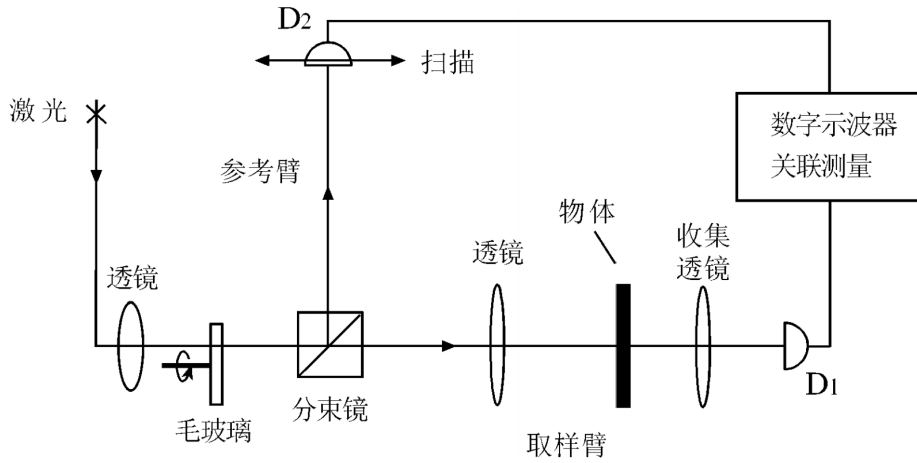 D2
扫描
激光
数字示波器
关联测量
参考臂
物体
收集
透镜
透镜
透镜
D1
分束镜
毛玻璃
取样臂